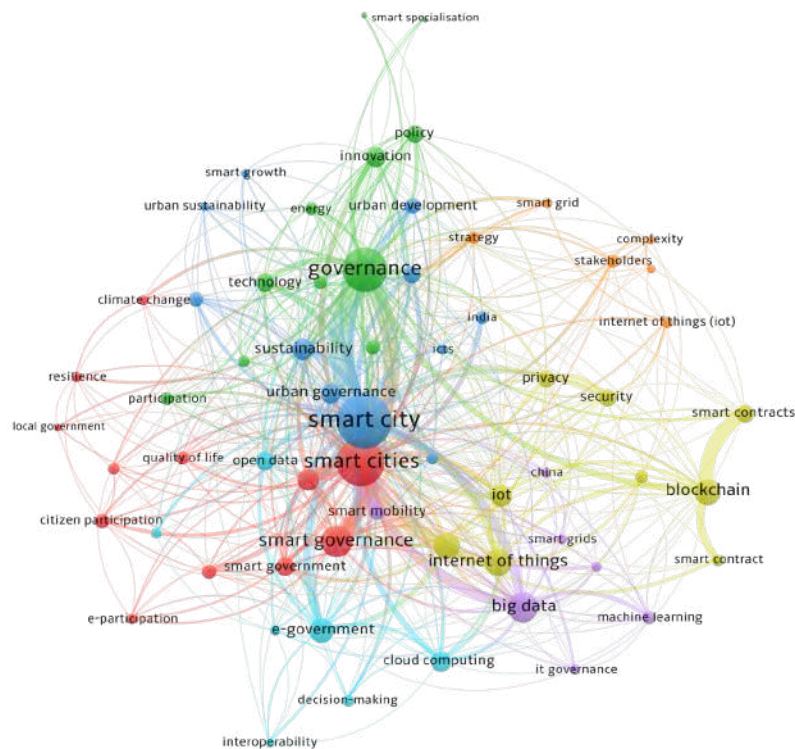 smart specialisation
policy
innovation
smart growth
urban sustainability
energy
urban development
smart grid
strategy
complexity
stakeholders
governance
technology
climate change
india
internet of things (iot)
sustainability
icts
resilience
privacy
urban governance
security
participation
smart contracts
smart city
local government
quality of life
open data
smart cities
china
iot
blockchain
smart mobility
citizen participation
smart governance
smart grids
smart government
internet of things
smart contract
big data
e-participation
machine learning
e-government
cloud computing
it governance
decision-making
interoperability